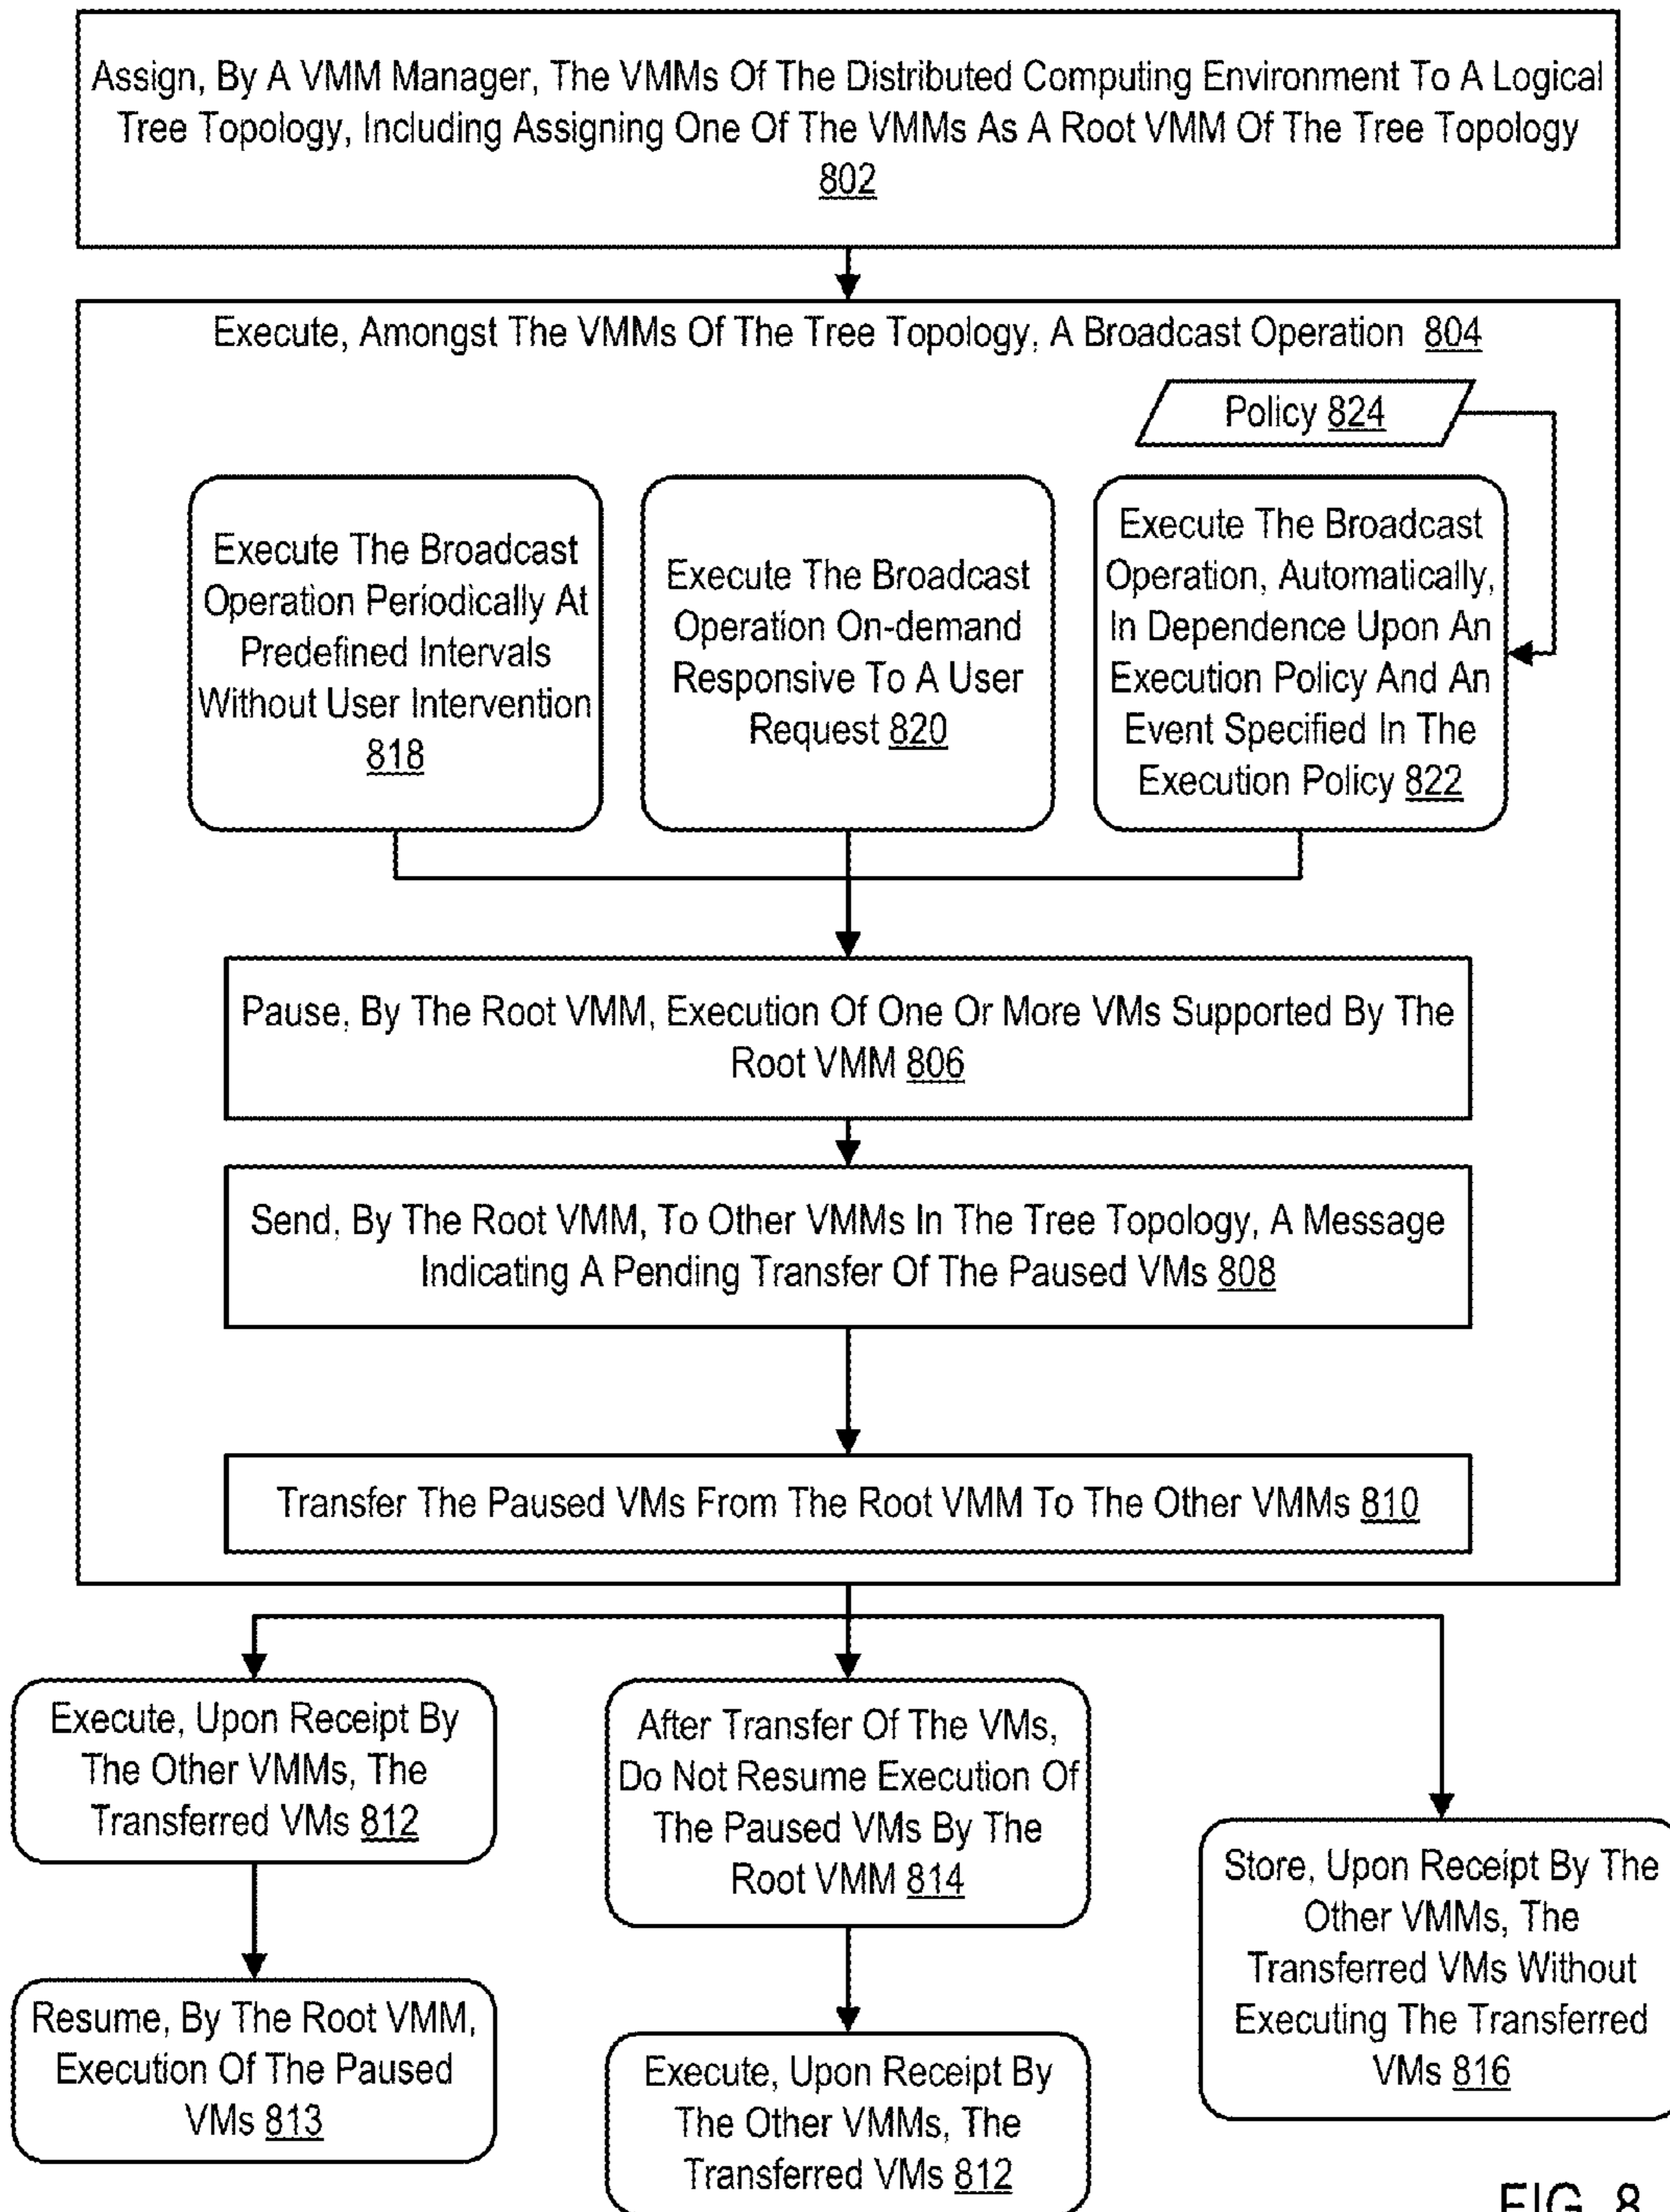 Assign, By A VMM Manager, The VMMs Of The Distributed Computing Environment To A Logical
Tree Topology, Including Assigning One Of The VMMs As A Root VMM Of The Tree Topology
802
Execute, Amongst The VMMs Of The Tree Topology, A Broadcast Operation 804
Policy 824
Execute The Broadcast
Operation Periodically At
Predefined Intervals
Without User Intervention
818
Execute The Broadcast
Operation On-demand
Responsive To A User
Request 820
Execute The Broadcast
Operation, Automatically,
In Dependence Upon An
Execution Policy And An
Event Specified In The
Execution Policy 822
Pause, By The Root VMM, Execution Of One Or More VMs Supported By The
Root VMM 806
Send, By The Root VMM, To Other VMMs In The Tree Topology, A Message
Indicating A Pending Transfer Of The Paused VMs 808
Transfer The Paused VMs From The Root VMM To The Other VMMs 810
Execute, Upon Receipt By
The Other VMMs, The
Transferred VMs 812
Resume, By The Root VMM,
Execution Of The Paused
VMs 813
After Transfer Of The VMs,
Do Not Resume Execution Of
The Paused VMs By The
Root VMM 814
Execute, Upon Receipt By
The Other VMMs, The
Transferred VMs 812
Store, Upon Receipt By The
Other VMMs, The
Transferred VMs Without
Executing The Transferred
VMs 816
FIG. 8